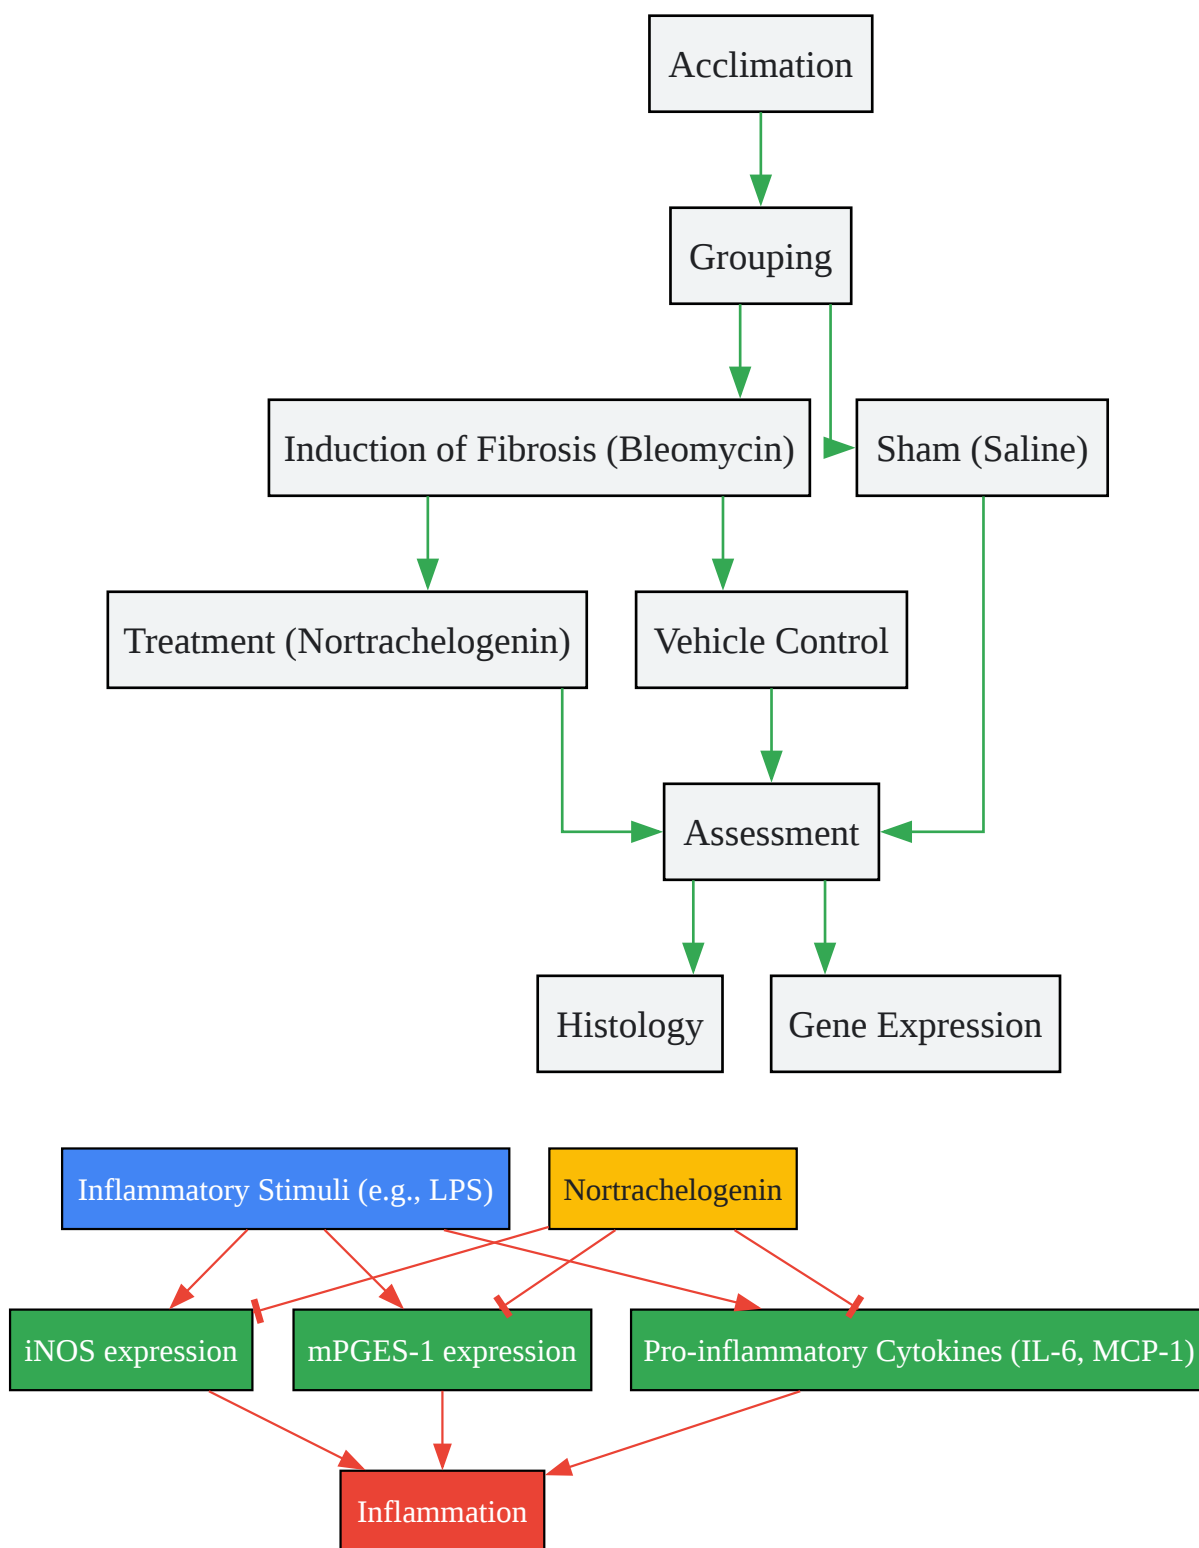 Acclimation
Grouping
Induction of Fibrosis (Bleomycin)
Sham (Saline)
Treatment (Nortrachelogenin)
Vehicle Control
Assessment
Histology
Gene Expression
Inflammatory Stimuli (e.g., LPS)
Nortrachelogenin
iNOS expression
mPGES-1 expression
Pro-inflammatory Cytokines (IL-6, MCP-1)
Inflammation